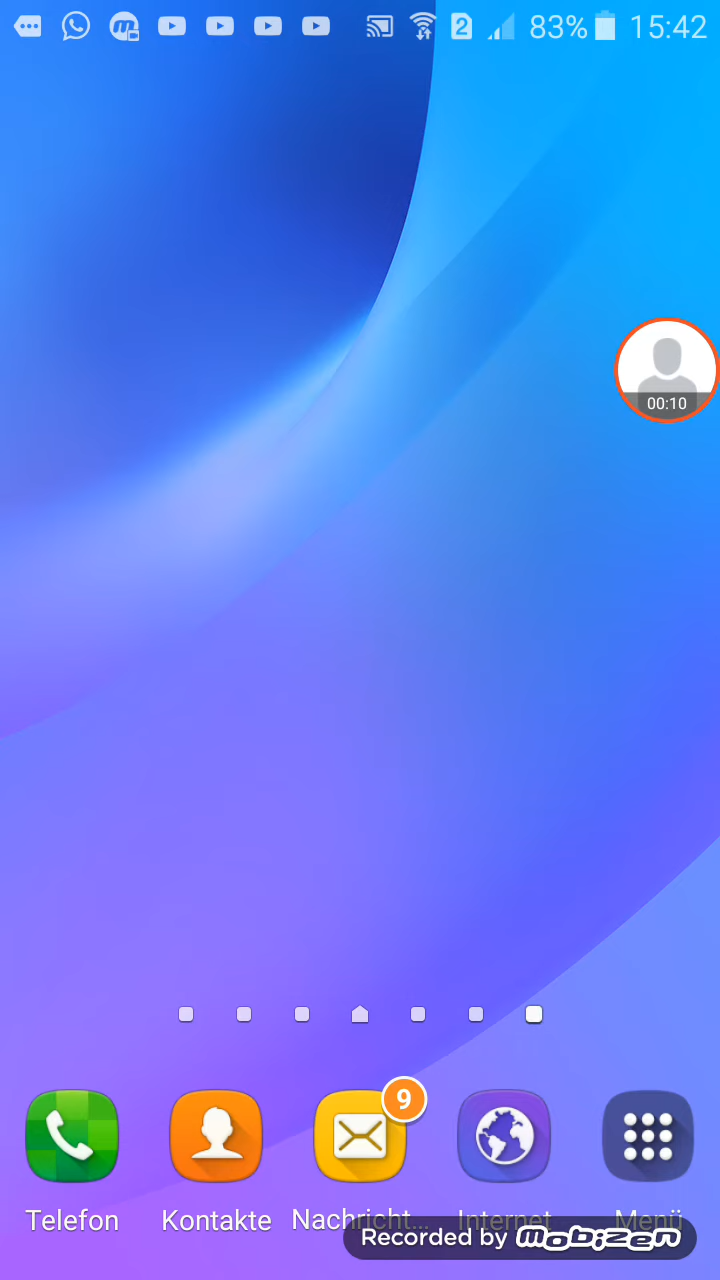 2 83% 15:42
00:10
9
Telefon Kontakte Nachricht... Internet Menü
Recorded by mobizen